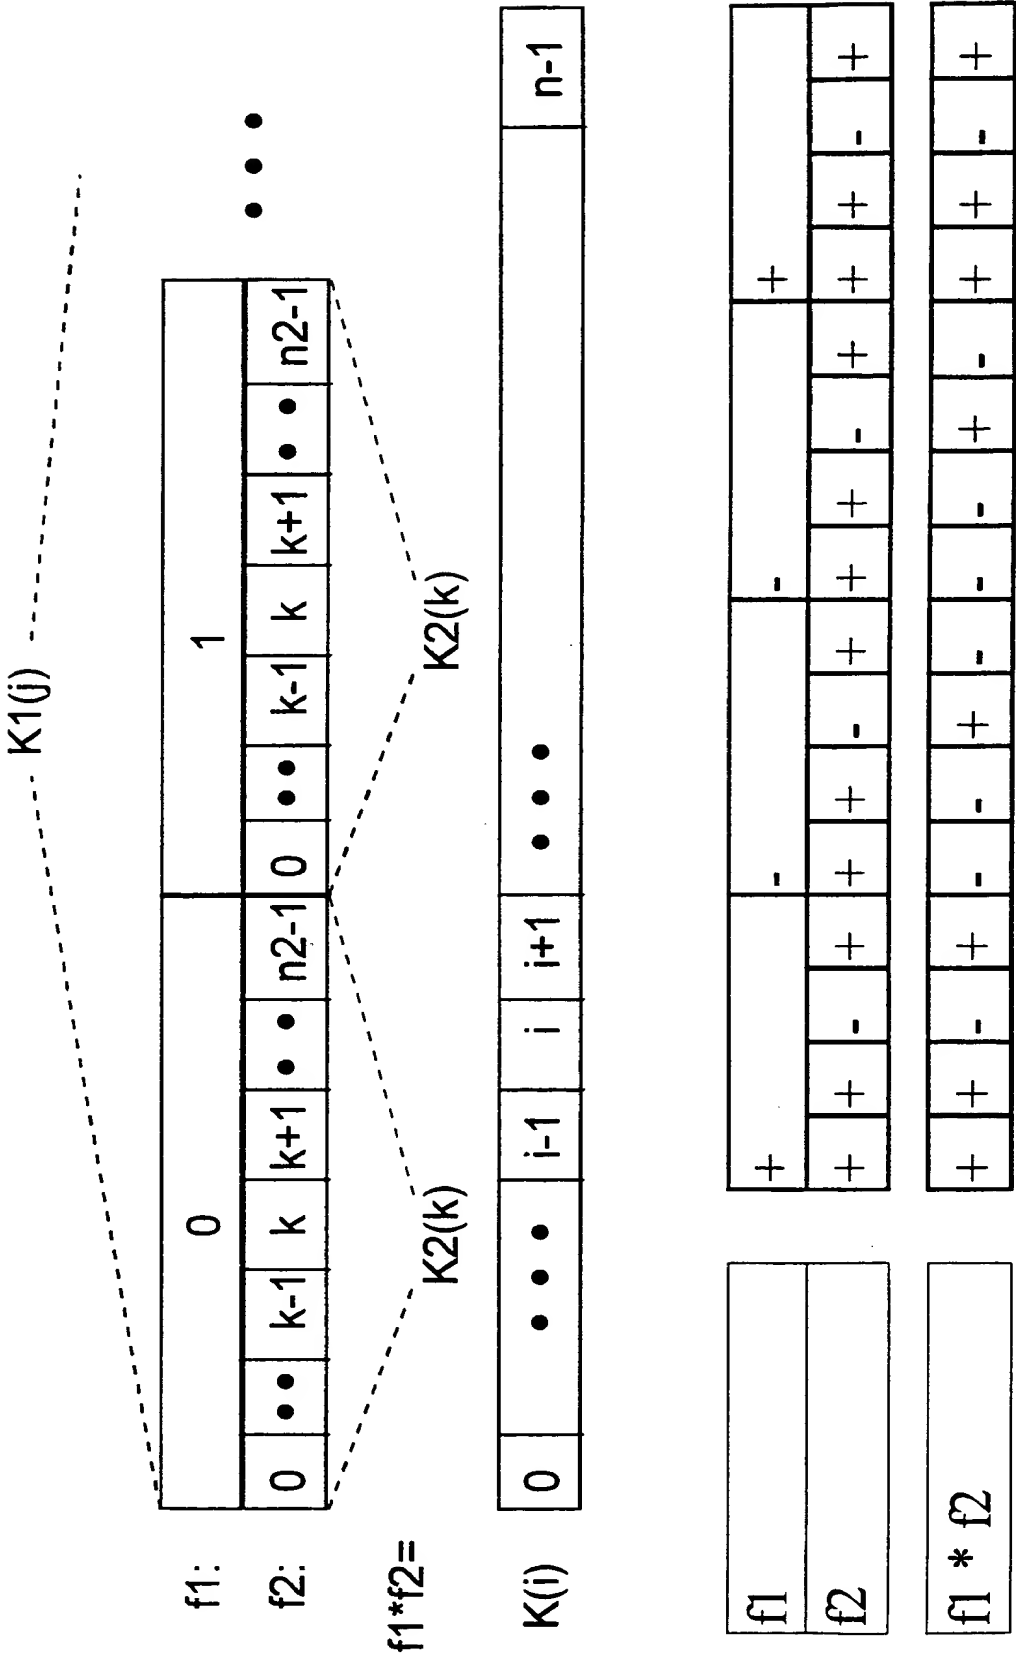 K1(j)
f1: 0 1
f2: 0 •• k-1 k k+1 •• n2-1 0 •• k-1 k k+1 •• n2-1 •••
K2(k) K2(k)
f1*f2=
K(i) 0 ••• i-1 i i+1 ••• n-1
f1 + - - +
f2 + + - + + + - + + + - + + + - +
f1 * f2 + + - + - - + - - - + - + + - +